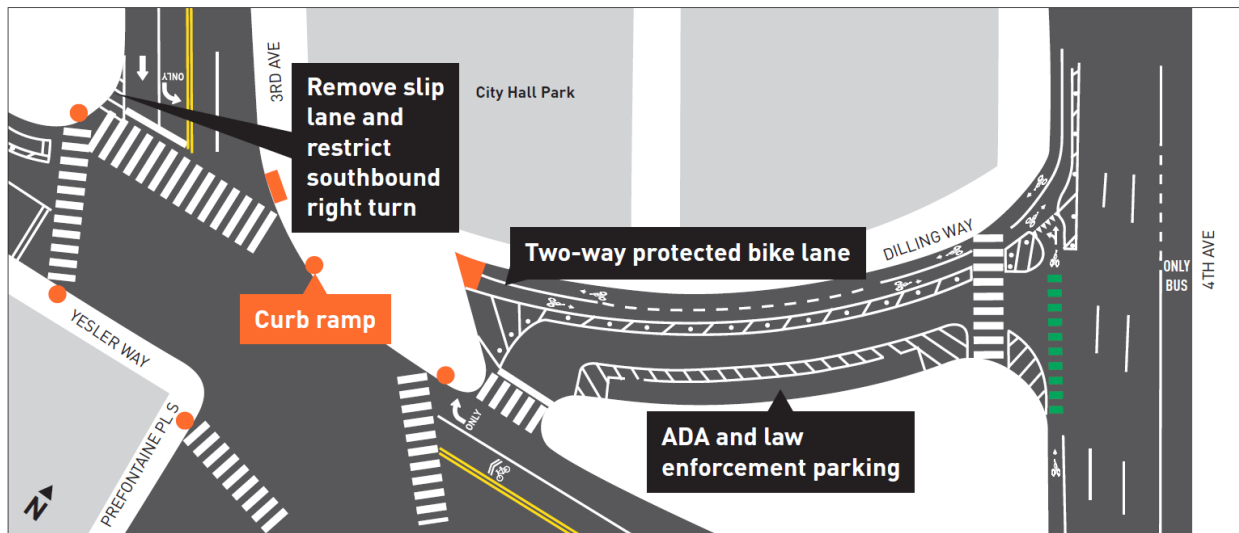 3RD AVE
ONLY
Remove slip
lane and
restrict
southbound
right turn
City Hall Park
Two-way protected bike lane
DILLING WAY
ONLY
BUS
4TH AVE
Curb ramp
YESLER WAY
ONLY
ADA and law
enforcement parking
PREFONTAINE PL S
N